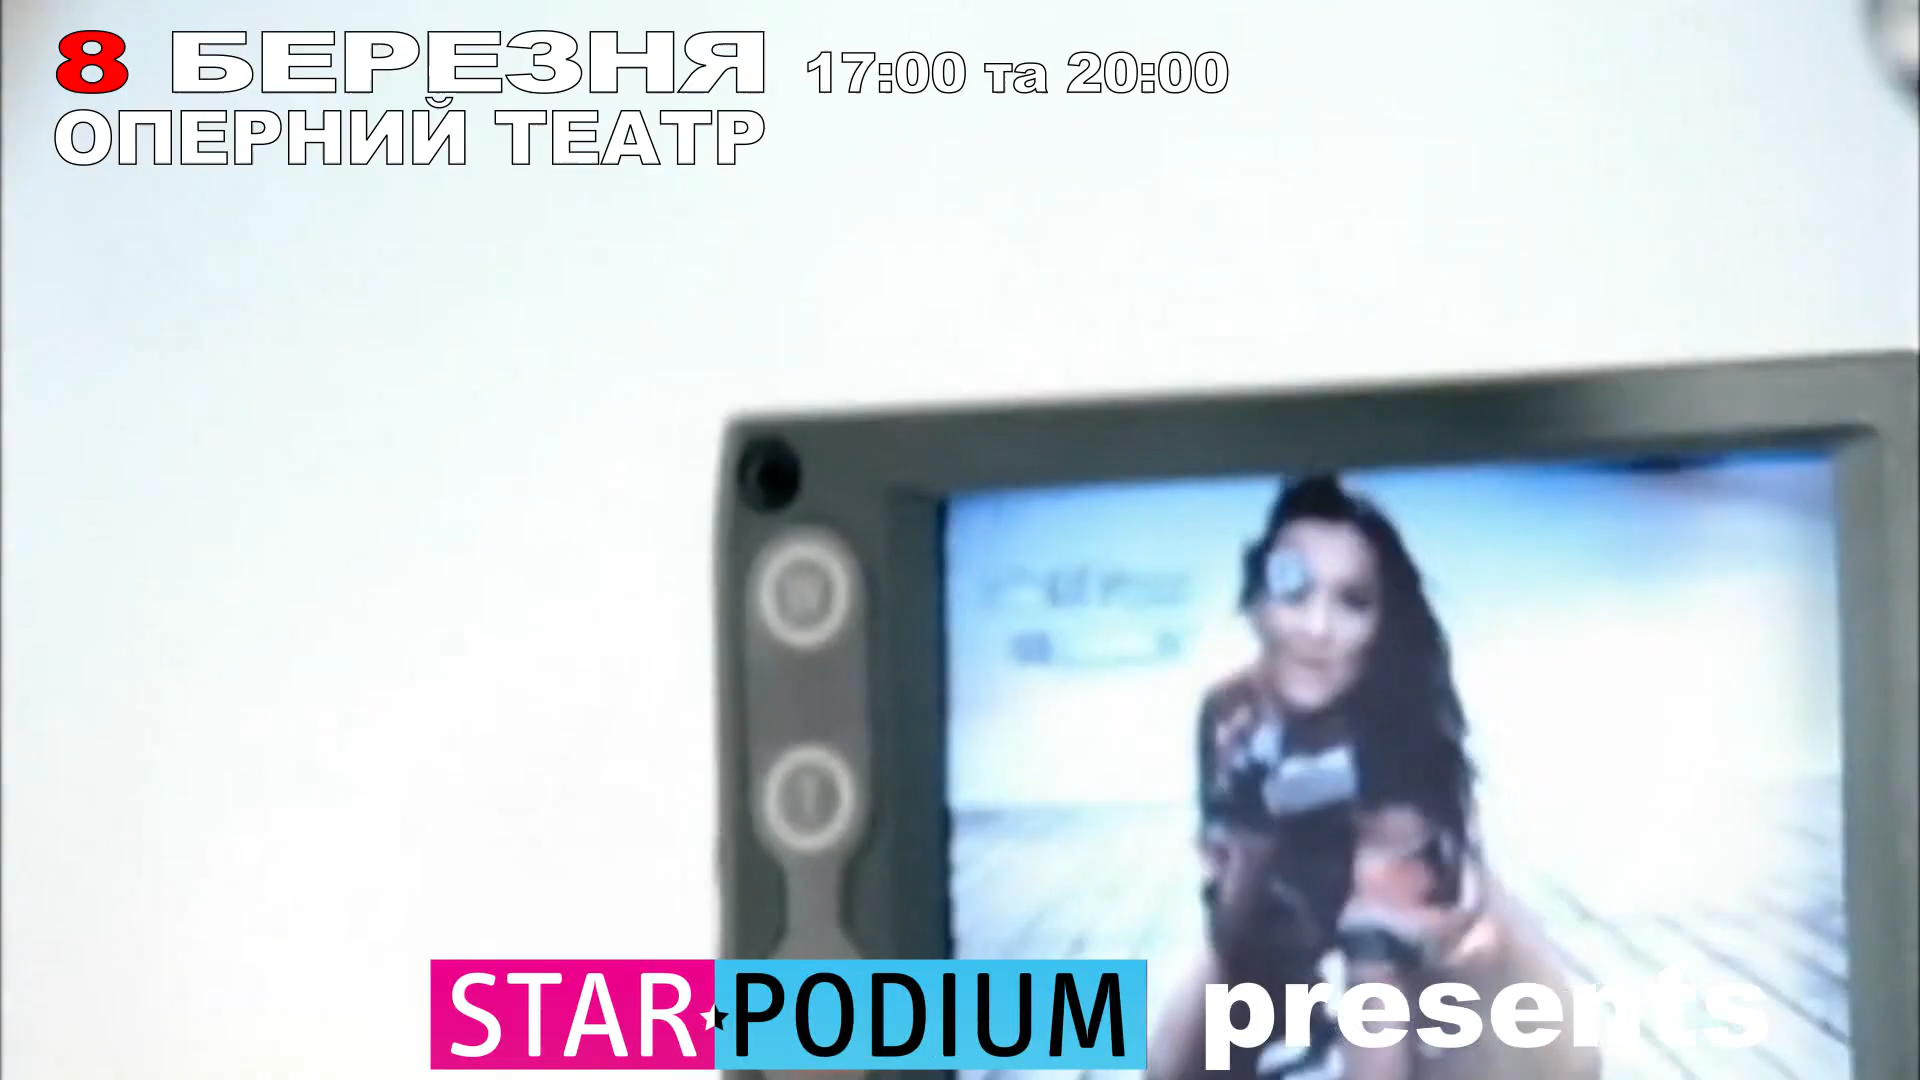 8 БЕРЕЗНЯ 17:00 та 20:00
ОПЕРНИЙ ТЕАТР
STAR PODIUM presents